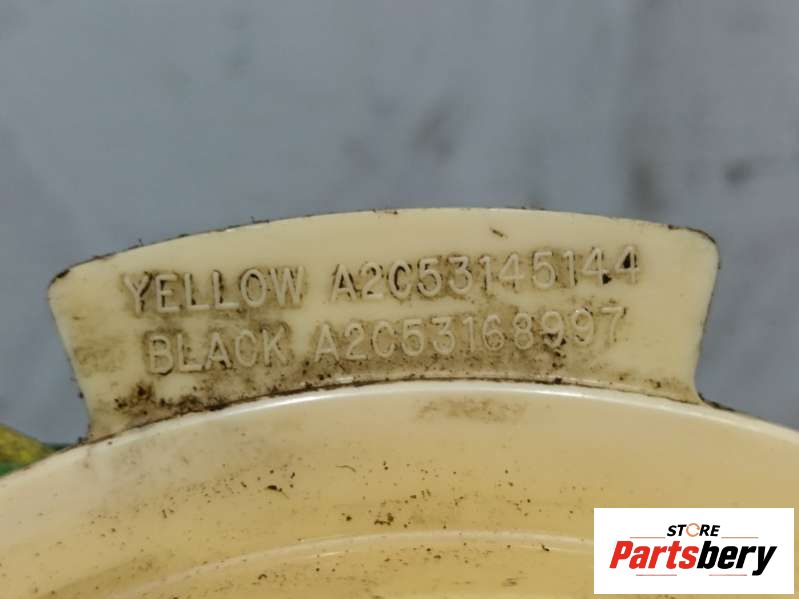 YELLOW A2C53145144
BLACK A2C53168997
STORE
Partsbery